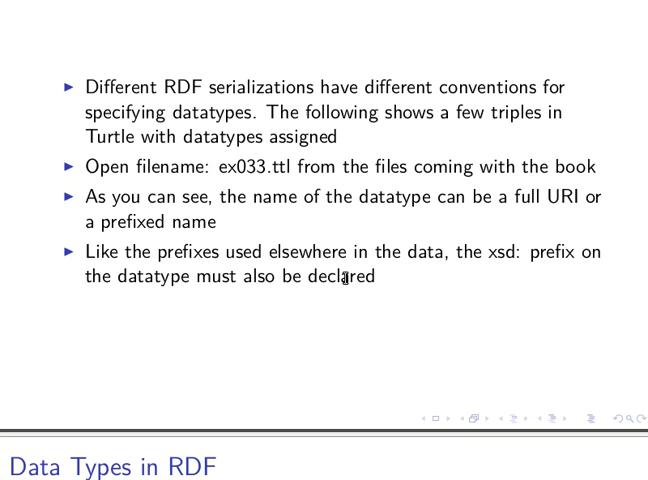 Different RDF serializations have different conventions for
specifying datatypes. The following shows a few triples in
Turtle with datatypes assigned
Open filename: ex033.ttl from the files coming with the book
As you can see, the name of the datatype can be a full URI or
a prefixed name
Like the prefixes used elsewhere in the data, the xsd: prefix on
the datatype must also be declared
Data Types in RDF